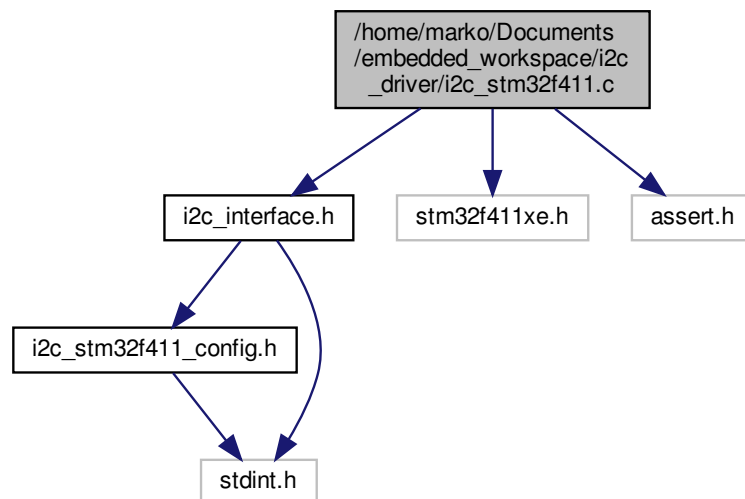 /home/marko/Documents
/embedded_workspace/i2c
_driver/i2c_stm32f411.c
i2c_interface.h
stm32f411xe.h
assert.h
i2c_stm32f411_config.h
stdint.h